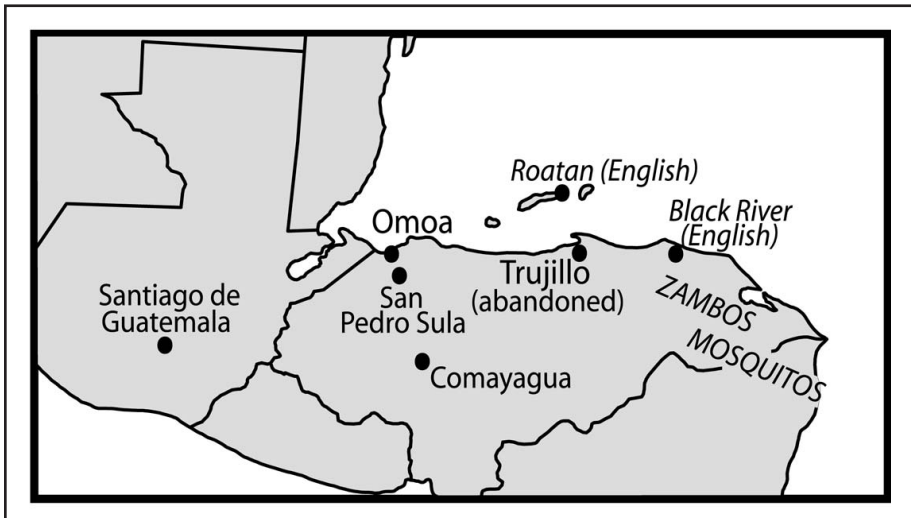 Roatan (English)
Black River
(English)
Omoa
Trujillo
(abandoned)
ZAMBOS
MOSQUITOS
Santiago de
Guatemala
San
Pedro Sula
Comayagua